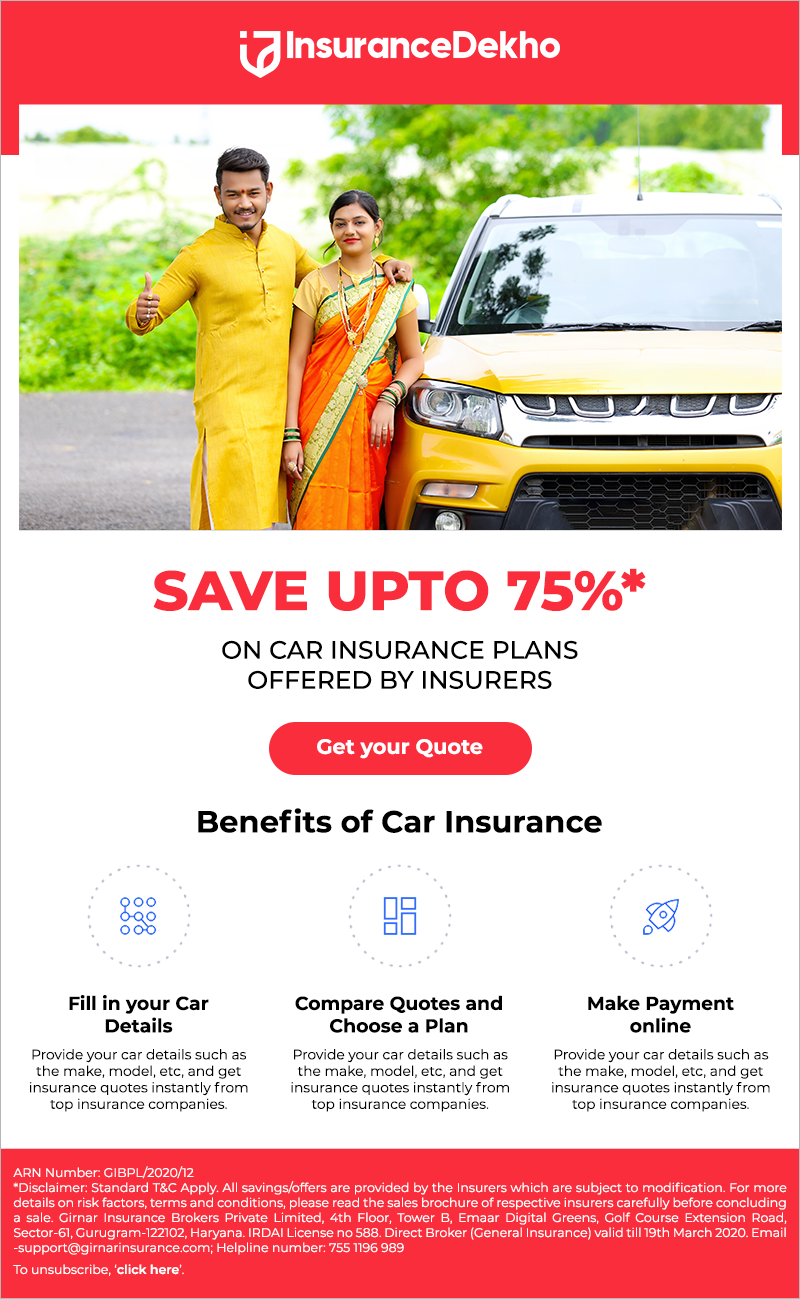 InsuranceDekho
SAVE UPTO 75%*
ON CAR INSURANCE PLANS
OFFERED BY INSURERS
Get your Quote
Benefits of Car Insurance
Fill in your Car
Details
Provide your car details such as
the make, model, etc, and get
insurance quotes instantly from
top insurance companies.
Compare Quotes and
Choose a Plan
Provide your car details such as
the make, model, etc, and get
insurance quotes instantly from
top insurance companies.
Make Payment
online
Provide your car details such as
the make, model, etc, and get
insurance quotes instantly from
top insurance companies.
ARN Number: GIBPL/2020/12
*Disclaimer: Standard T&C Apply. All savings/offers are provided by the Insurers which are subject to modification. For more
details on risk factors, terms and conditions, please read the sales brochure of respective insurers carefully before concluding
a sale. Girnar Insurance Brokers Private Limited, 4th Floor, Tower B, Emaar Digital Greens, Golf Course Extension Road,
Sector-61, Gurugram-122102, Haryana. IRDAI License no 588. Direct Broker (General Insurance) valid till 19th March 2020. Email
-support@girnarinsurance.com; Helpline number: 755 1196 989
To unsubscribe, ‘click here’.